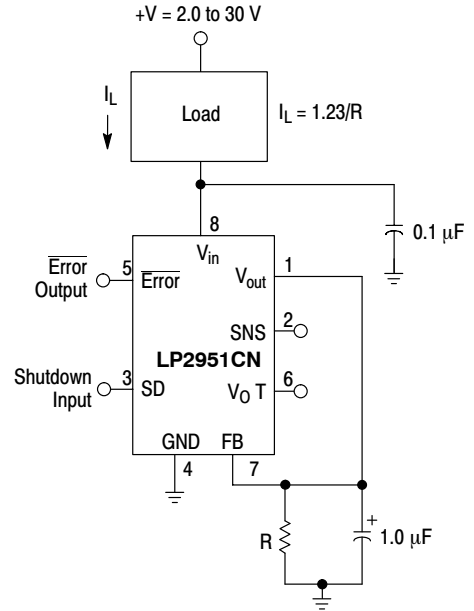 +V = 2.0 to 30 V
I_L
Load
I_L = 1.23/R
8
0.1 µF
V_in
Error
Output
5
Error
V_out
1
SNS
2
LP2951CN
Shutdown
Input
3
SD
V_O T
6
GND
FB
4
7
R
+
1.0 µF